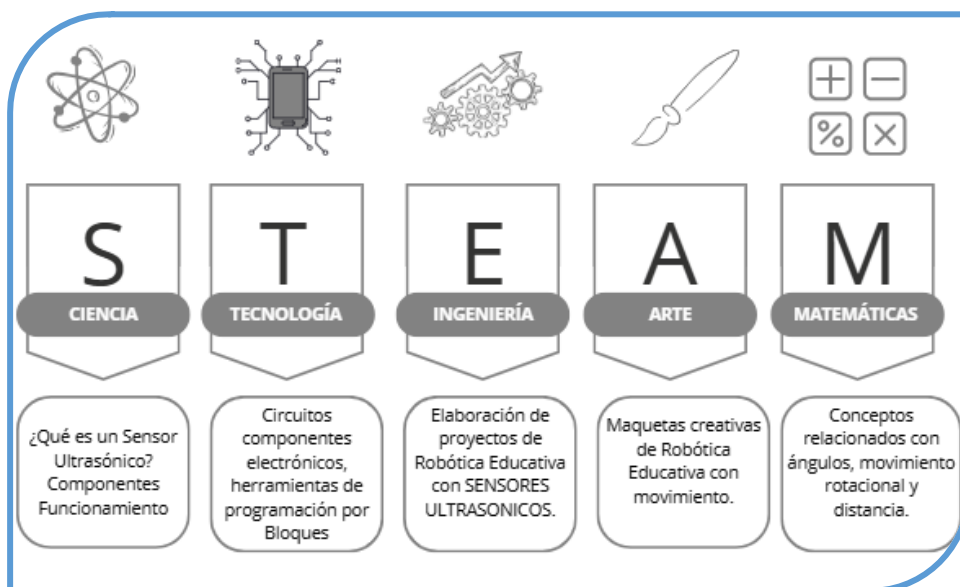 S
T
E
A
M
CIENCIA
TECNOLOGÍA
INGENIERÍA
ARTE
MATEMÁTICAS
¿Qué es un Sensor
Ultrasónico?
Componentes
Funcionamiento
Circuitos
componentes
electrónicos,
herramientas de
programación por
Bloques
Elaboración de
proyectos de
Robótica Educativa
con SENSORES
ULTRASONICOS.
Maquetas creativas
de Robótica
Educativa con
movimiento.
Conceptos
relacionados con
ángulos, movimiento
rotacional y
distancia.